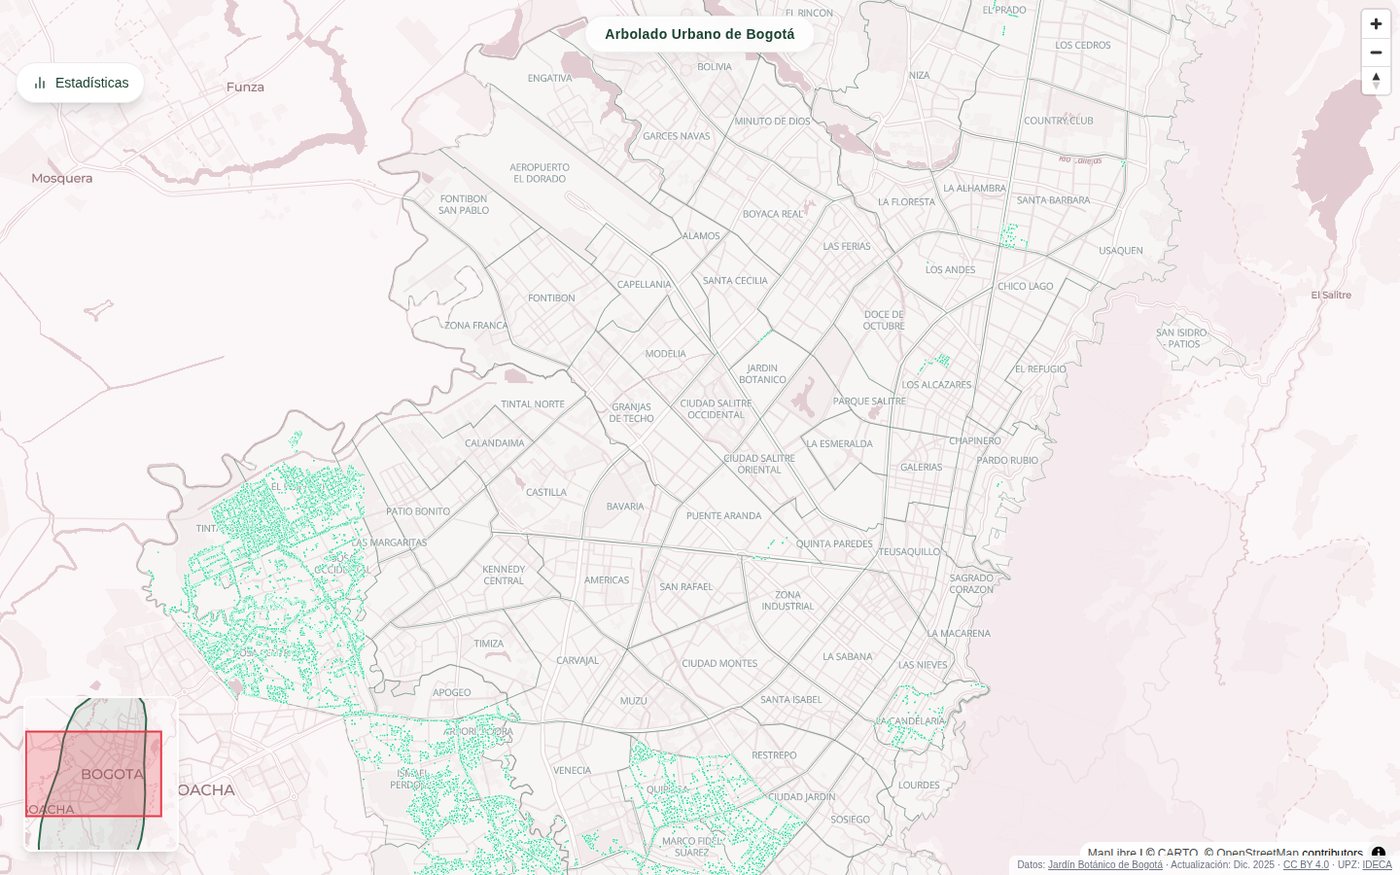 EL RINCON
EL PRADO
Arbolado Urbano de Bogotá
LOS CEDROS
BOLIVIA
NIZA
ENGATIVA
Estadísticas
Funza
MINUTO DE DIOS
COUNTRY CLUB
GARCES NAVAS
AEROPUERTO
EL DORADO
Mosquera
LA ALHAMBRA
FONTIBON
SAN PABLO
LA FLORESTA
SANTA BARBARA
BOYACA REAL
ALAMOS
LAS FERIAS
USAQUEN
LOS ANDES
CAPELLANIA
SANTA CECILIA
CHICO LAGO
FONTIBON
El Salitre
DOCE DE
OCTUBRE
ZONA FRANCA
SAN ISIDRO
- PATIOS
MODELIA
JARDIN
BOTANICO
EL REFUGIO
LOS ALCAZARES
TINTAL NORTE
GRANJAS
DE TECHO
CIUDAD SALITRE
OCCIDENTAL
PARQUE SALITRE
CALANDAIMA
LA ESMERALDA
CHAPINERO
CIUDAD SALITRE
ORIENTAL
GALERIAS
PARDO RUBIO
CASTILLA
BAVARIA
PATIO BONITO
PUENTE ARANDA
LAS MARGARITAS
QUINTA PAREDES
TEUSAQUILLO
KENNEDY
CENTRAL
AMERICAS
SAN RAFAEL
SAGRADO
CORAZON
ZONA
INDUSTRIAL
LA MACARENA
TIMIZA
CARVAJAL
CIUDAD MONTES
LA SABANA
LAS NIEVES
APOGEO
MUZU
SANTA ISABEL
LA CANDELARIA
RESTREPO
VENECIA
BOGOTA
OACHA
OACHA
LOURDES
CIUDAD JARDIN
SOSIEGO
MARCO FIDEL
SUAREZ
MapLibre | © CARTO, © OpenStreetMap contributors
Datos: Jardín Botánico de Bogotá · Actualización: Dic. 2025 · CC BY 4.0 · UPZ: IDECA